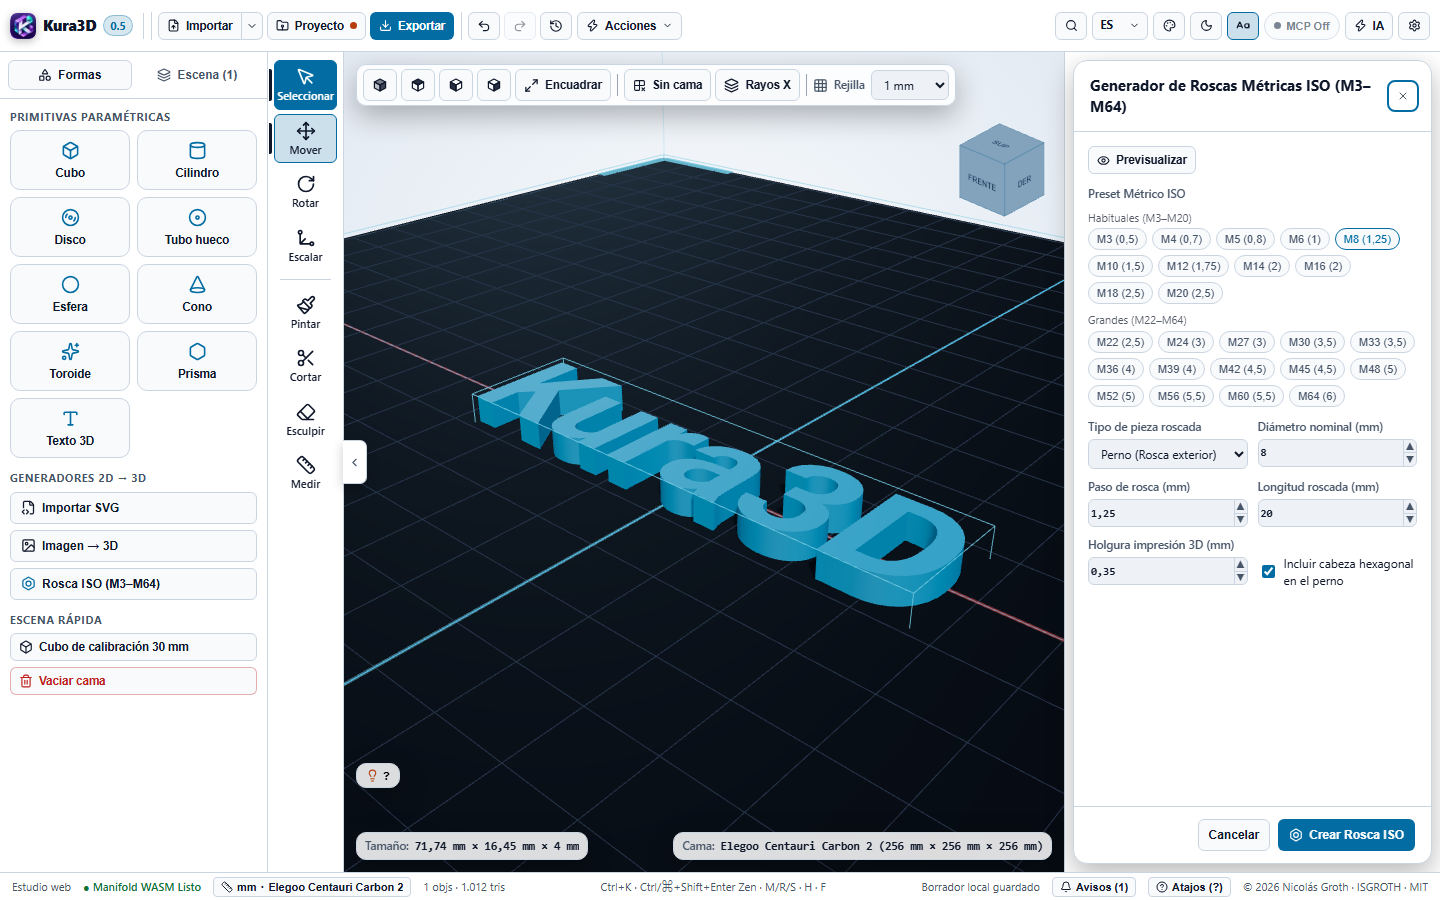 Kura3D 0.5 Importar Proyecto Exportar Acciones ES Aa MCP Off IA
Formas Escena (1)
PRIMITIVAS PARAMÉTRICAS
Cubo Cilindro
Disco Tubo hueco
Esfera Cono
Toroide Prisma
Texto 3D
GENERADORES 2D → 3D
Importar SVG
Imagen → 3D
Rosca ISO (M3–M64)
ESCENA RÁPIDA
Cubo de calibración 30 mm
Vaciar cama
Seleccionar
Mover
Rotar
Escalar
Pintar
Cortar
Esculpir
Medir
Encuadrar Sin cama Rayos X Rejilla 1 mm
SUP
FRENTE DER
Kura3D
?
Tamaño: 71,74 mm × 16,45 mm × 4 mm
Cama: Elegoo Centauri Carbon 2 (256 mm × 256 mm × 256 mm)
Generador de Roscas Métricas ISO (M3–
M64)
Previsualizar
Preset Métrico ISO
Habituales (M3–M20)
M3 (0,5) M4 (0,7) M5 (0,8) M6 (1) M8 (1,25)
M10 (1,5) M12 (1,75) M14 (2) M16 (2)
M18 (2,5) M20 (2,5)
Grandes (M22–M64)
M22 (2,5) M24 (3) M27 (3) M30 (3,5) M33 (3,5)
M36 (4) M39 (4) M42 (4,5) M45 (4,5) M48 (5)
M52 (5) M56 (5,5) M60 (5,5) M64 (6)
Tipo de pieza roscada Diámetro nominal (mm)
Perno (Rosca exterior) 8
Paso de rosca (mm) Longitud roscada (mm)
1,25 20
Holgura impresión 3D (mm)
0,35
Incluir cabeza hexagonal
en el perno
Cancelar Crear Rosca ISO
Estudio web Manifold WASM Listo mm · Elegoo Centauri Carbon 2 1 objs · 1.012 tris Ctrl+K · Ctrl/⌘+Shift+Enter Zen · M/R/S · H · F Borrador local guardado Avisos (1) Atajos (?) © 2026 Nicolás Groth · ISGROTH · MIT